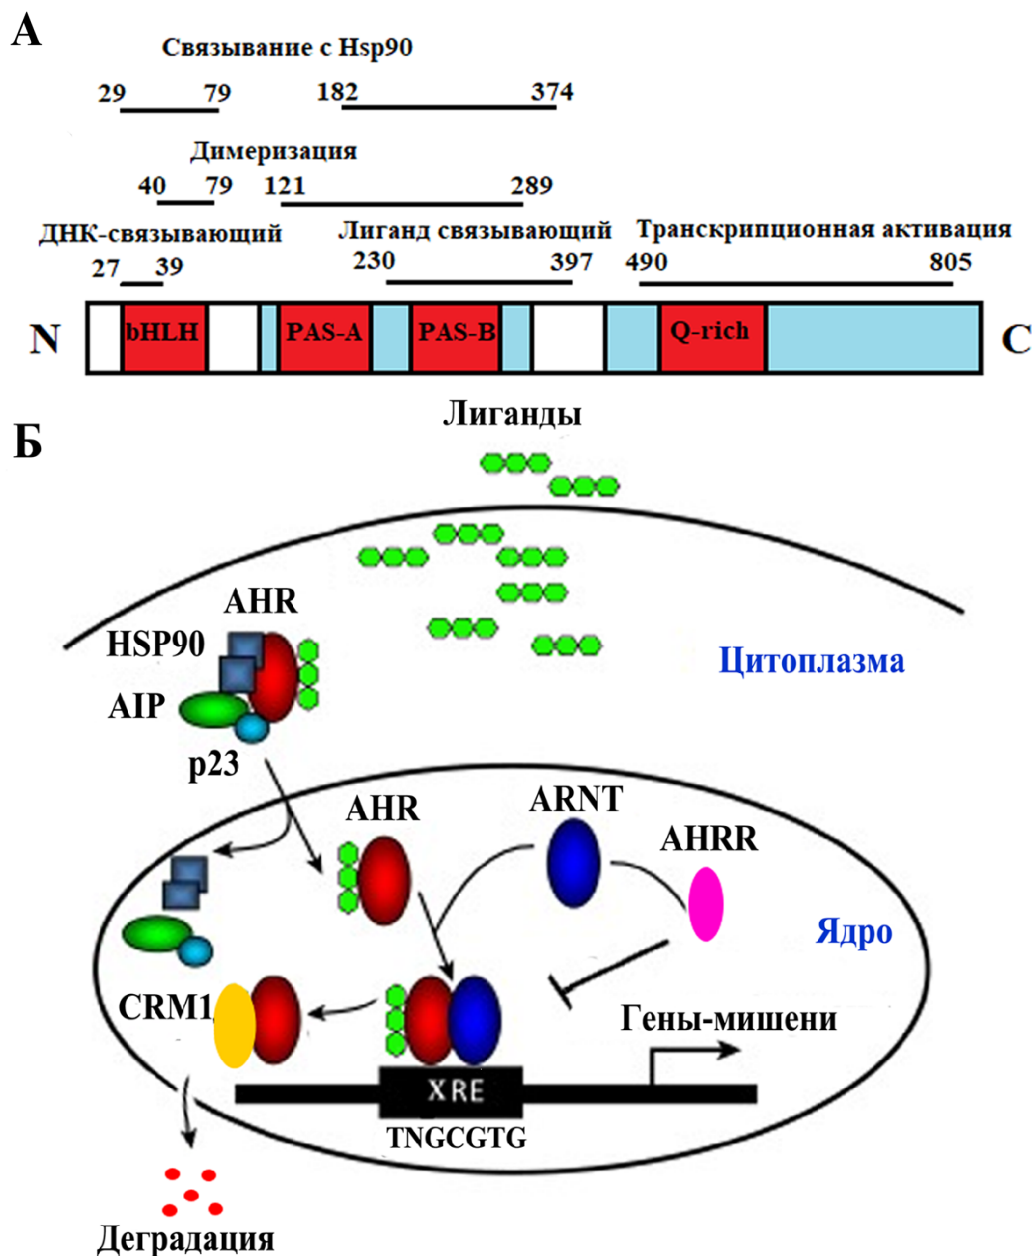 А
Связывание с Hsp90
29 79 182 374
Димеризация
40 79 121 289
ДНК-связывающий Лиганд связывающий Транскрипционная активация
27 39 230 397 490 805
N bHLH PAS-A PAS-B Q-rich C
Б
Лиганды
AHR
HSP90
Цитоплазма
AIP
p23
AHR ARNT
AHRR
Ядро
CRM1
Гены-мишени
XRE
TNGCGTG
Деградация